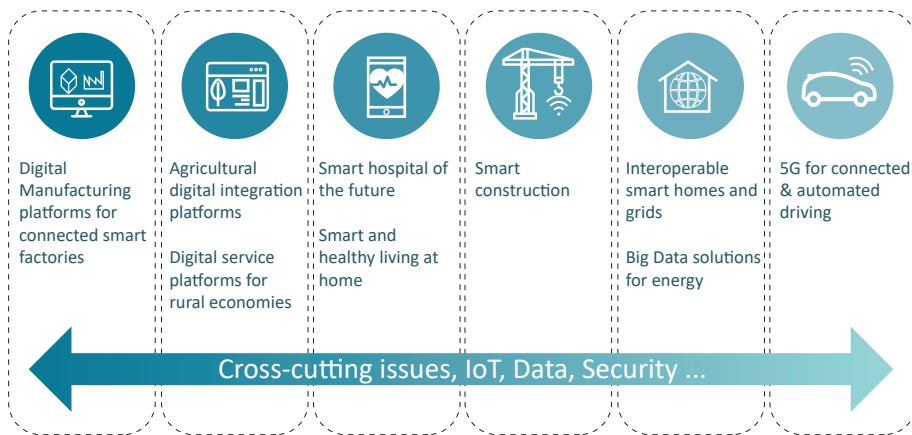 Digital
Manufacturing
platforms for
connected smart
factories
Agricultural
digital integration
platforms
Digital service
platforms for
rural economies
Smart hospital of
the future
Smart and
healthy living at
home
Smart
construction
Interoperable
smart homes and
grids
Big Data solutions
for energy
5G for connected
& automated
driving
Cross-cutting issues, IoT, Data, Security ...